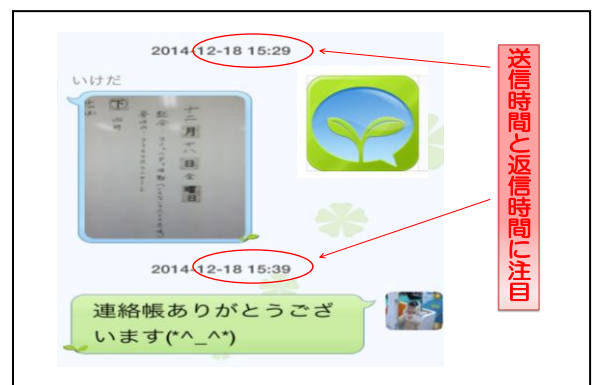 2014-12-18 15:29
いけだ
十二月十八日 曜日
下
2014-12-18 15:39
連絡帳ありがとうござ
います(*^_^*)
送信時間と返信時間に注目